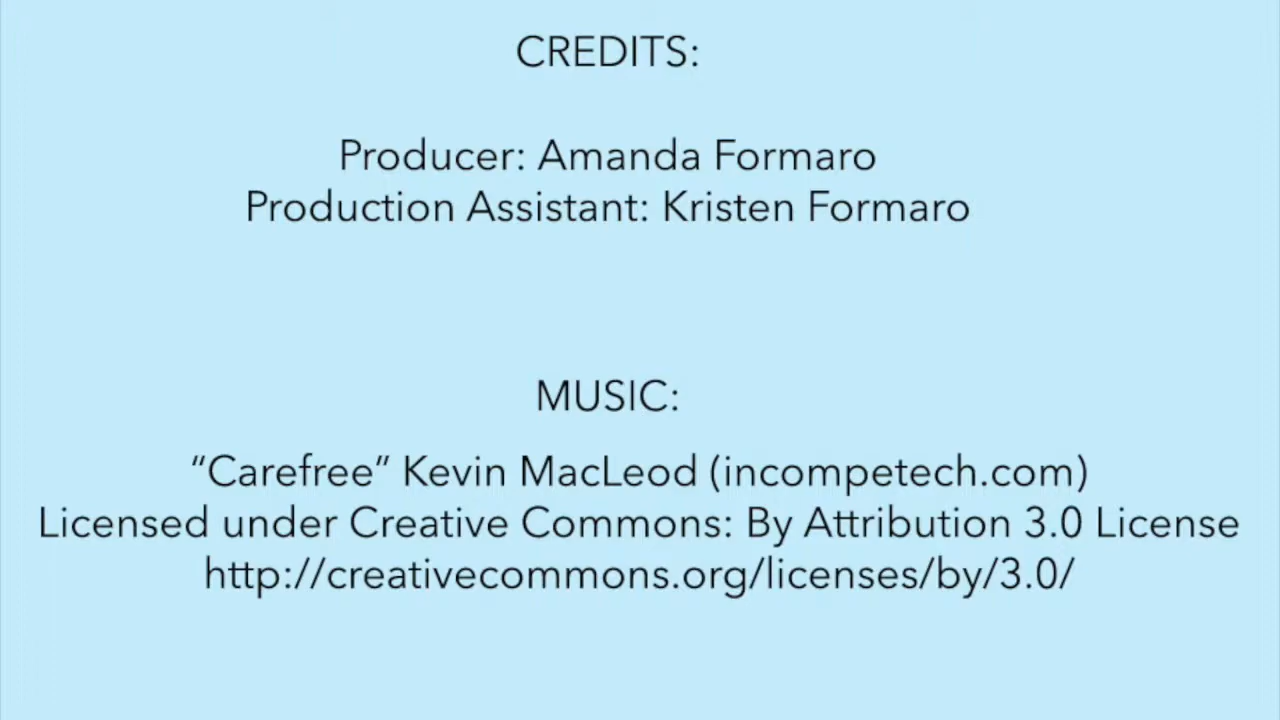 CREDITS:
Producer: Amanda Formaro
Production Assistant: Kristen Formaro
MUSIC:
“Carefree” Kevin MacLeod (incompetech.com)
Licensed under Creative Commons: By Attribution 3.0 License
http://creativecommons.org/licenses/by/3.0/